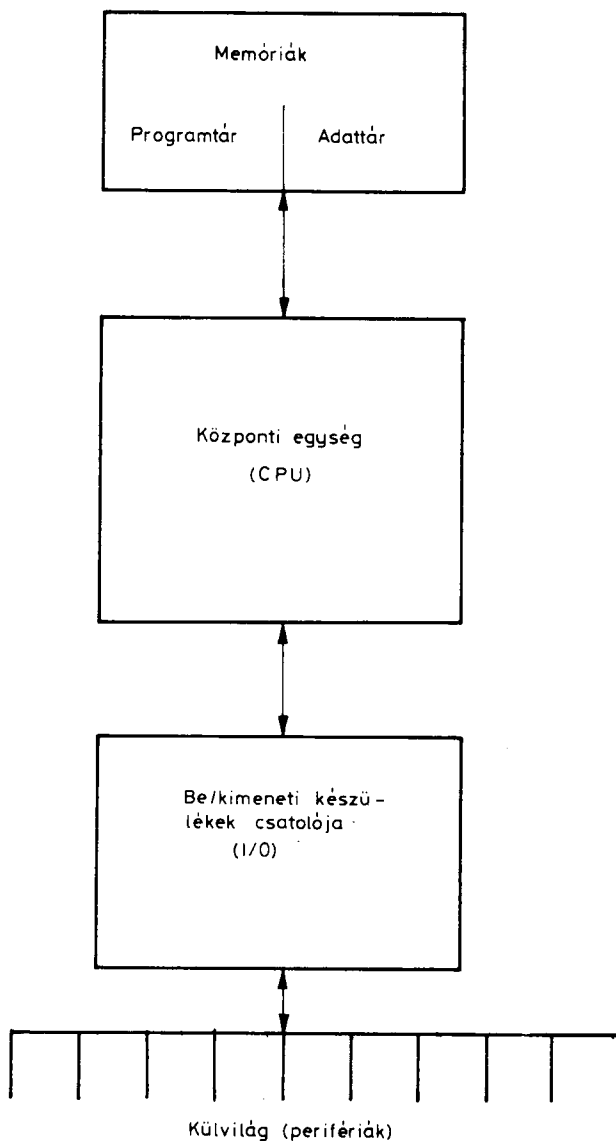 Memóriák
Programtár Adattár
Központi egység
(CPU)
Be/kimeneti készü-
lékek csatolója
(I/O)
Külvilág (perifériák)